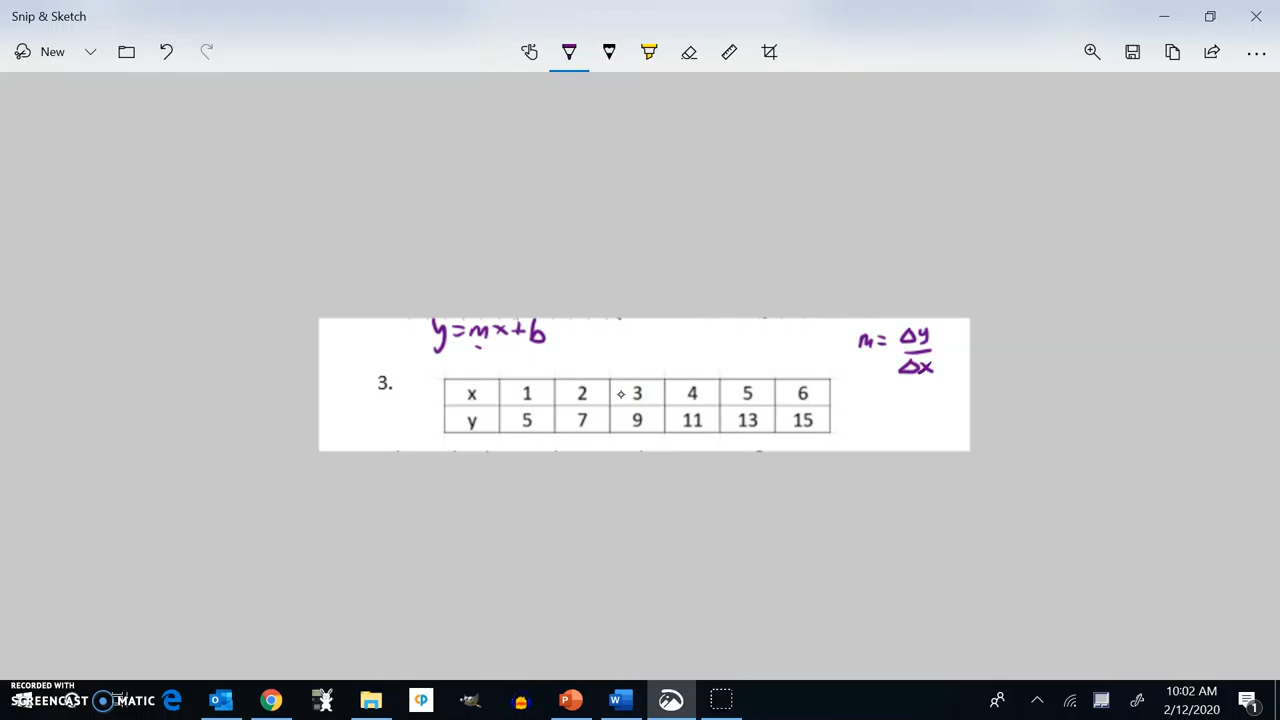 Snip & Sketch
New
y = mx + b
m = Δy
Δx
3.
x 1 2 3 4 5 6
y 5 7 9 11 13 15
RECORDED WITH
SCREENCAST MATIC
10:02 AM
2/12/2020
1